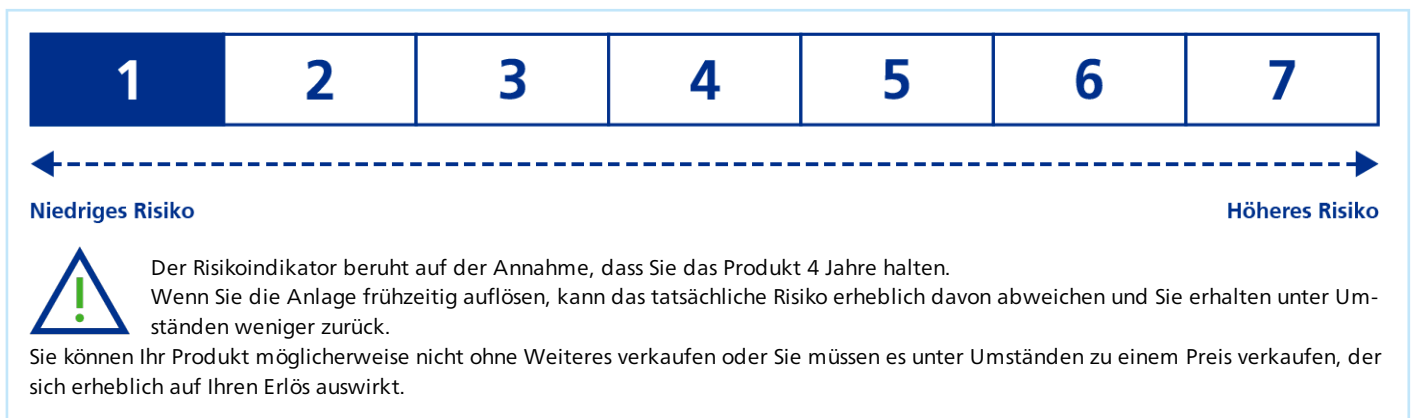 1 2 3 4 5 6 7
Niedriges Risiko Höheres Risiko
Der Risikoindikator beruht auf der Annahme, dass Sie das Produkt 4 Jahre halten.
Wenn Sie die Anlage frühzeitig auflösen, kann das tatsächliche Risiko erheblich davon abweichen und Sie erhalten unter Um-
ständen weniger zurück.
Sie können Ihr Produkt möglicherweise nicht ohne Weiteres verkaufen oder Sie müssen es unter Umständen zu einem Preis verkaufen, der
sich erheblich auf Ihren Erlös auswirkt.